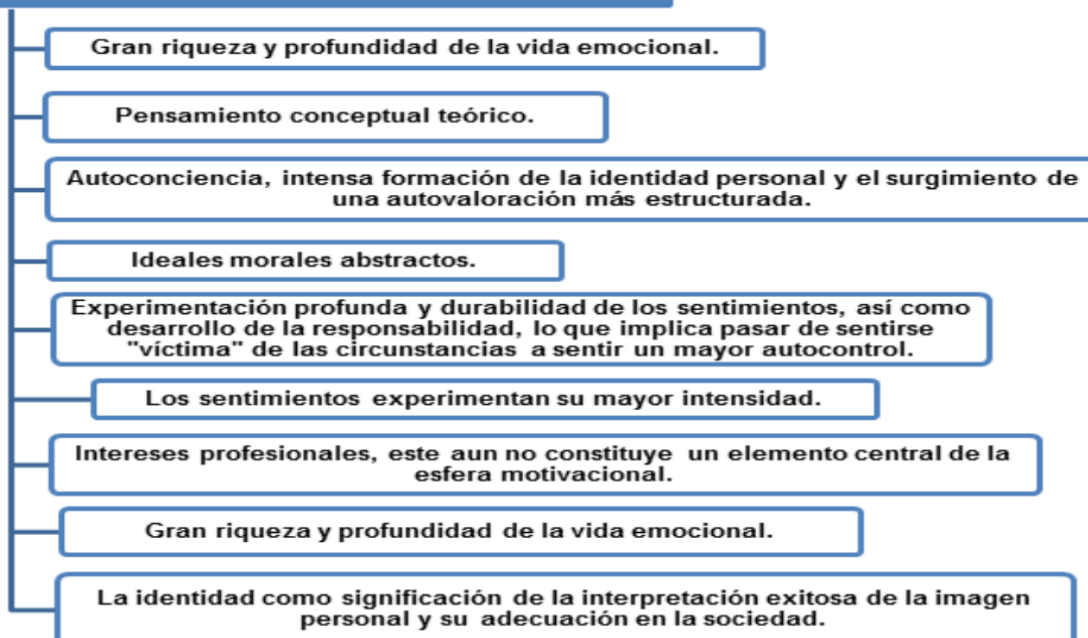 Gran riqueza y profundidad de la vida emocional.
Pensamiento conceptual teórico.
Autoconciencia, intensa formación de la identidad personal y el surgimiento de
una autovaloración más estructurada.
Ideales morales abstractos.
Experimentación profunda y durabilidad de los sentimientos, así como
desarrollo de la responsabilidad, lo que implica pasar de sentirse
"víctima" de las circunstancias a sentir un mayor autocontrol.
Los sentimientos experimentan su mayor intensidad.
Intereses profesionales, este aun no constituye un elemento central de la
esfera motivacional.
Gran riqueza y profundidad de la vida emocional.
La identidad como significación de la interpretación exitosa de la imagen
personal y su adecuación en la sociedad.